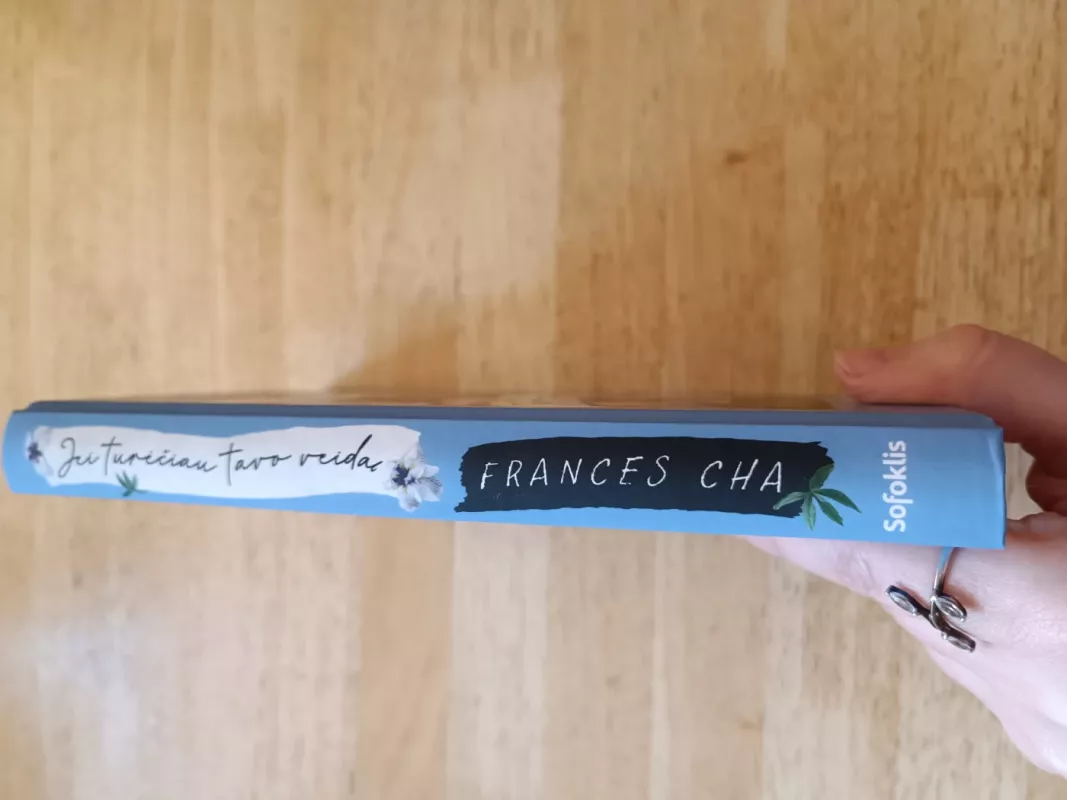 Jei turėčiau tavo veidą
FRANCES CHA
Sofoklis